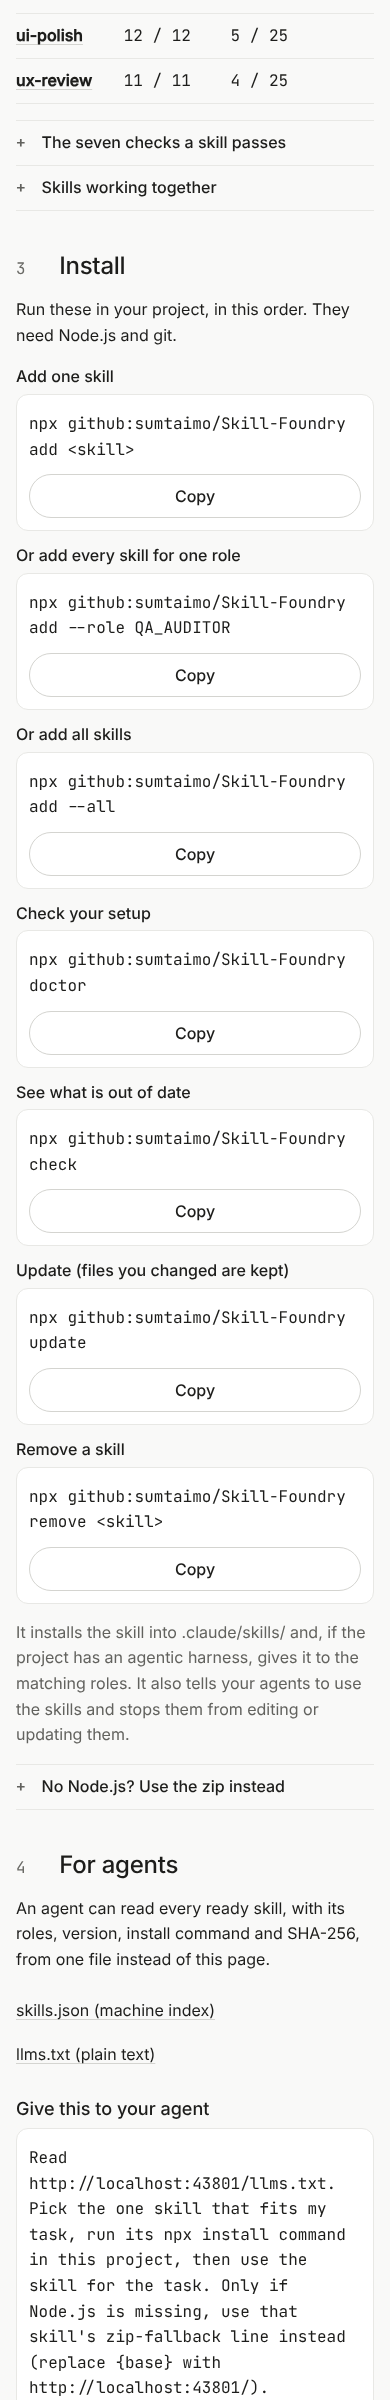 ui-polish 12 / 12 5 / 25
ux-review 11 / 11 4 / 25
+ The seven checks a skill passes
+ Skills working together
3 Install
Run these in your project, in this order. They
need Node.js and git.
Add one skill
npx github:sumtaimo/Skill-Foundry
add <skill>
Copy
Or add every skill for one role
npx github:sumtaimo/Skill-Foundry
add --role QA_AUDITOR
Copy
Or add all skills
npx github:sumtaimo/Skill-Foundry
add --all
Copy
Check your setup
npx github:sumtaimo/Skill-Foundry
doctor
Copy
See what is out of date
npx github:sumtaimo/Skill-Foundry
check
Copy
Update (files you changed are kept)
npx github:sumtaimo/Skill-Foundry
update
Copy
Remove a skill
npx github:sumtaimo/Skill-Foundry
remove <skill>
Copy
It installs the skill into .claude/skills/ and, if the
project has an agentic harness, gives it to the
matching roles. It also tells your agents to use
the skills and stops them from editing or
updating them.
+ No Node.js? Use the zip instead
4 For agents
An agent can read every ready skill, with its
roles, version, install command and SHA-256,
from one file instead of this page.
skills.json (machine index)
llms.txt (plain text)
Give this to your agent
Read
http://localhost:43801/llms.txt.
Pick the one skill that fits my
task, run its npx install command
in this project, then use the
skill for the task. Only if
Node.js is missing, use that
skill's zip-fallback line instead
(replace {base} with
http://localhost:43801/).